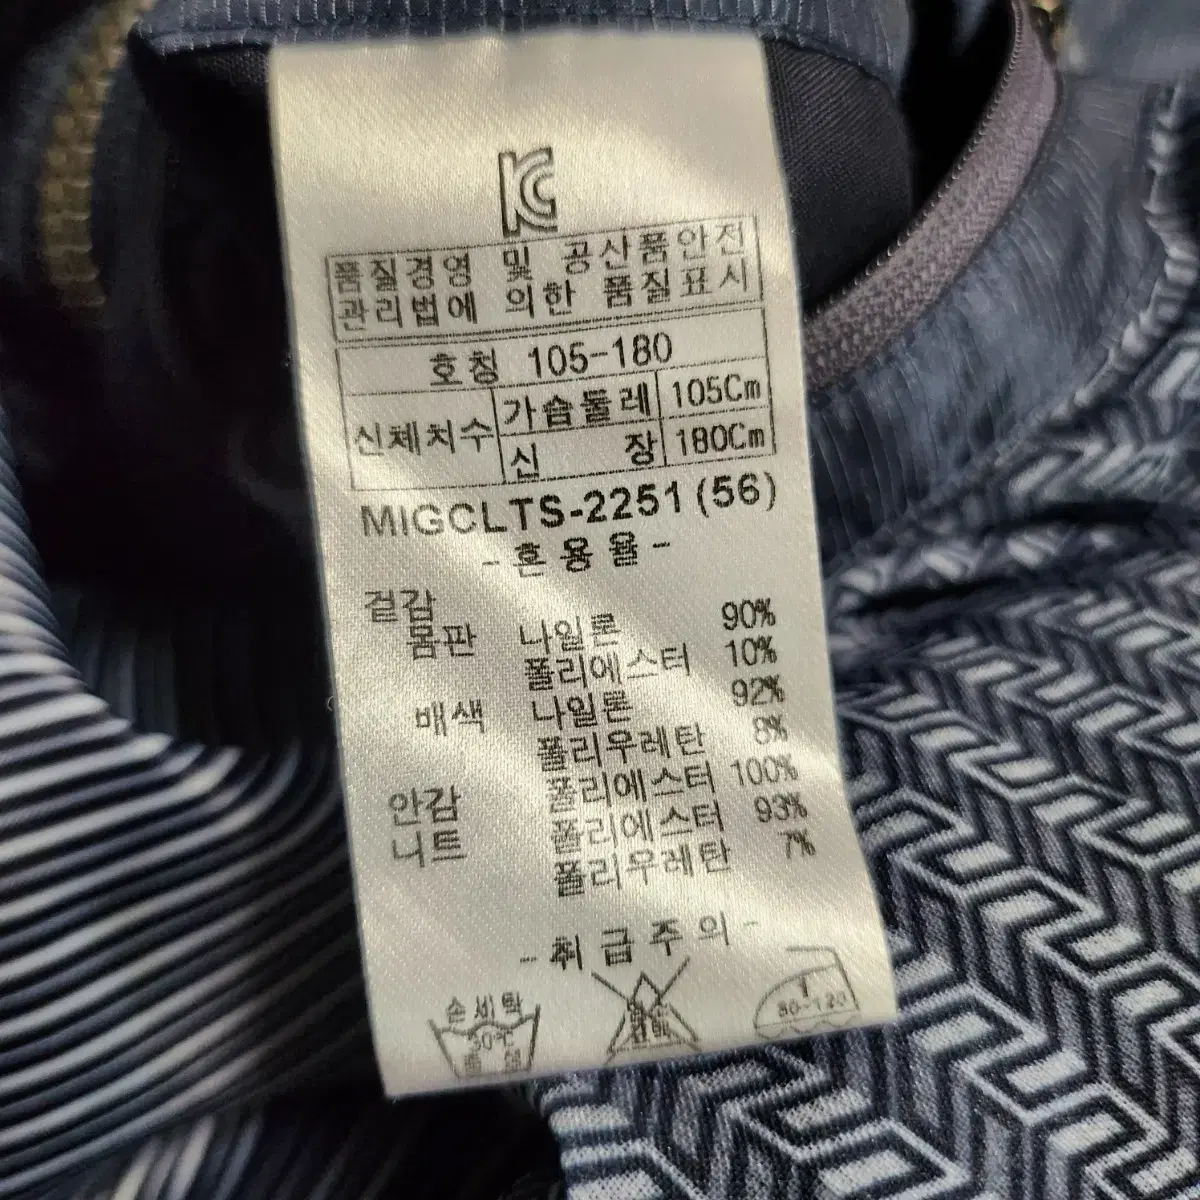 KC
품질경영 및 공산품안전
관리법에 의한 품질표시
호칭 105-180
신체치수 가슴둘레 105Cm
신 장 180Cm
MIGCLTS-2251 (56)
- 혼용율 -
겉감
몸판 나일론 90%
폴리에스터 10%
배색 나일론 92%
폴리우레탄 8%
안감 폴리에스터 100%
니트 폴리에스터 93%
폴리우레탄 7%
- 취급주의 -
손세탁
30℃
중성
80-120